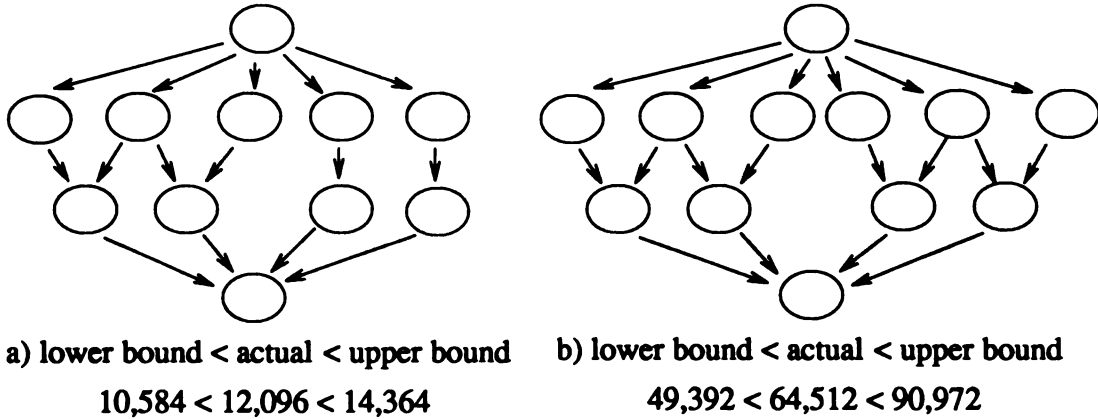 a) lower bound < actual < upper bound
10,584 < 12,096 < 14,364
b) lower bound < actual < upper bound
49,392 < 64,512 < 90,972